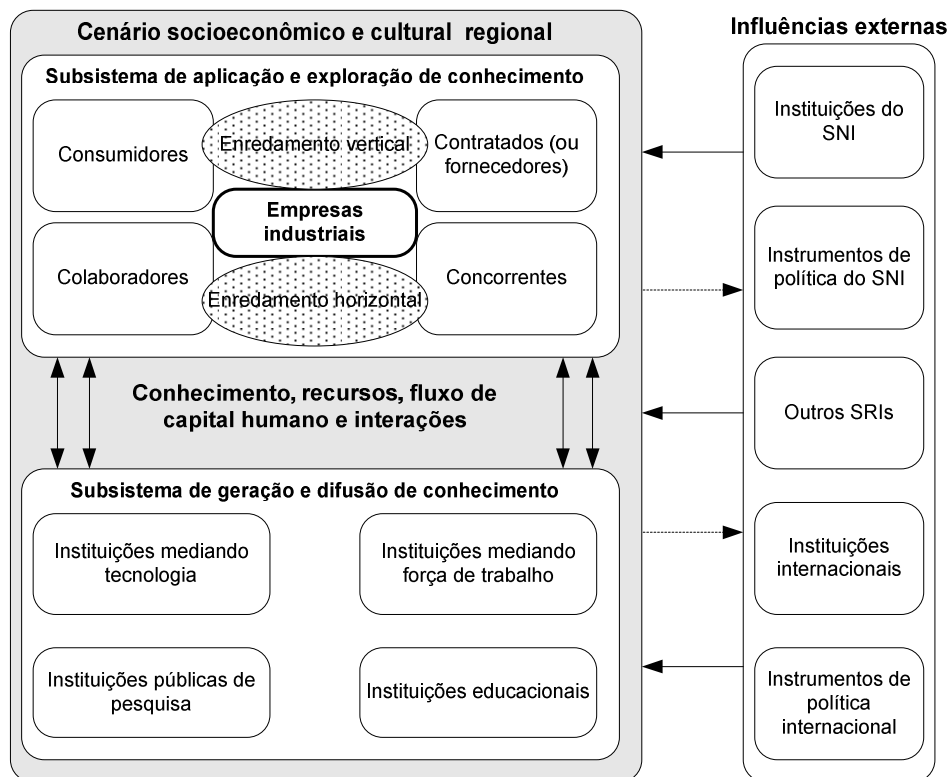 Cenário socioeconômico e cultural regional
Subsistema de aplicação e exploração de conhecimento
Consumidores
Enredamento vertical
Contratados (ou
fornecedores)
Empresas
industriais
Colaboradores
Enredamento horizontal
Concorrentes
Conhecimento, recursos, fluxo de
capital humano e interações
Subsistema de geração e difusão de conhecimento
Instituições mediando
tecnologia
Instituições mediando
força de trabalho
Instituições públicas de
pesquisa
Instituições educacionais
Influências externas
Instituições do
SNI
Instrumentos de
política do SNI
Outros SRIs
Instituições
internacionais
Instrumentos de
política
internacional